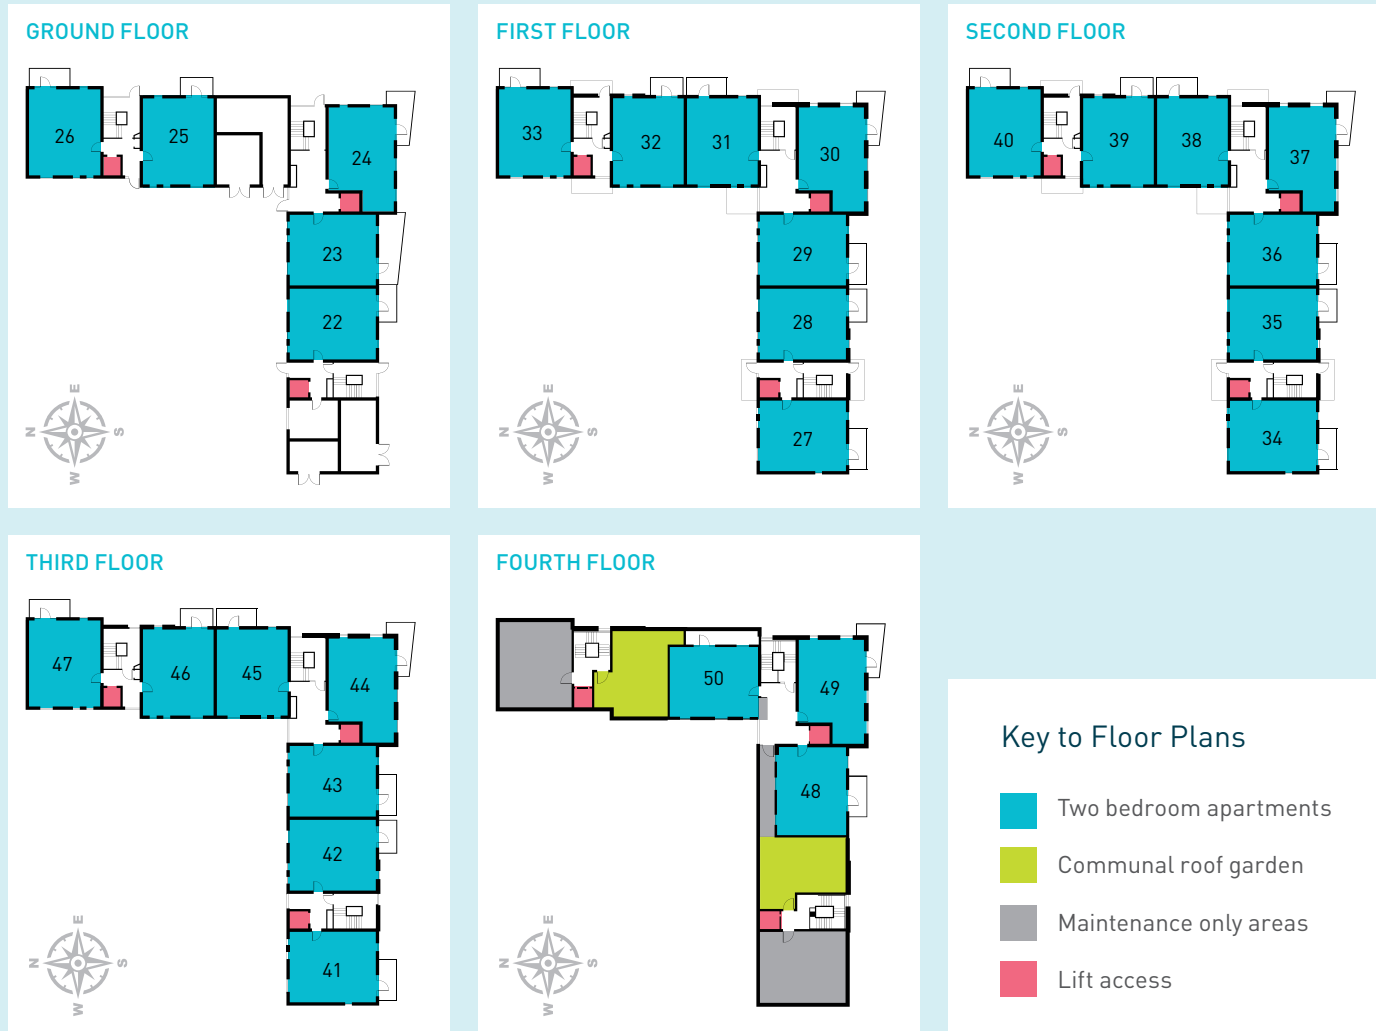 GROUND FLOOR
26
25
24
23
22
E
N
S
W
FIRST FLOOR
33
32
31
30
29
28
27
E
N
S
W
SECOND FLOOR
40
39
38
37
36
35
34
E
N
S
W
THIRD FLOOR
47
46
45
44
43
42
41
E
N
S
W
FOURTH FLOOR
50
49
48
E
N
S
W
Key to Floor Plans
Two bedroom apartments
Communal roof garden
Maintenance only areas
Lift access